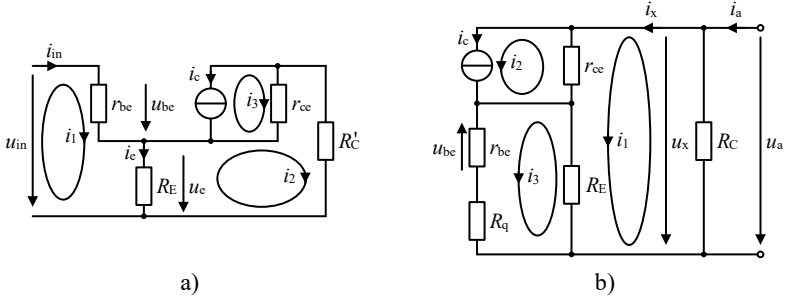 i_in
i_c
r_be
u_be
i_3
r_ce
u_in
i_1
R'_C
i_e
R_E
u_e
i_2
a)
i_x
i_a
i_c
i_2
r_ce
u_be
r_be
i_3
R_E
i_1
u_x
R_C
u_a
R_q
b)